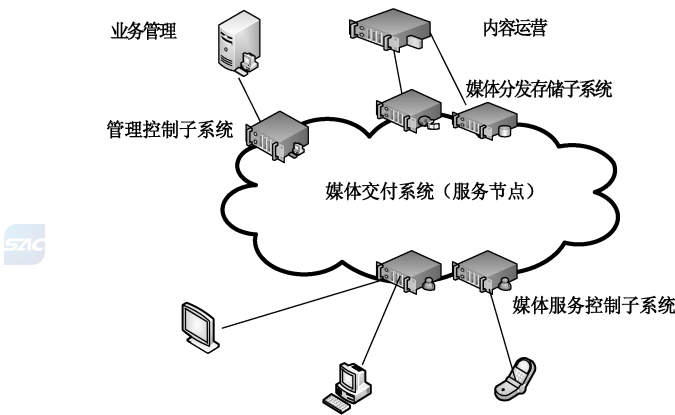 业务管理
内容运营
媒体分发存储子系统
管理控制子系统
媒体交付系统（服务节点）
SAC
媒体服务控制子系统